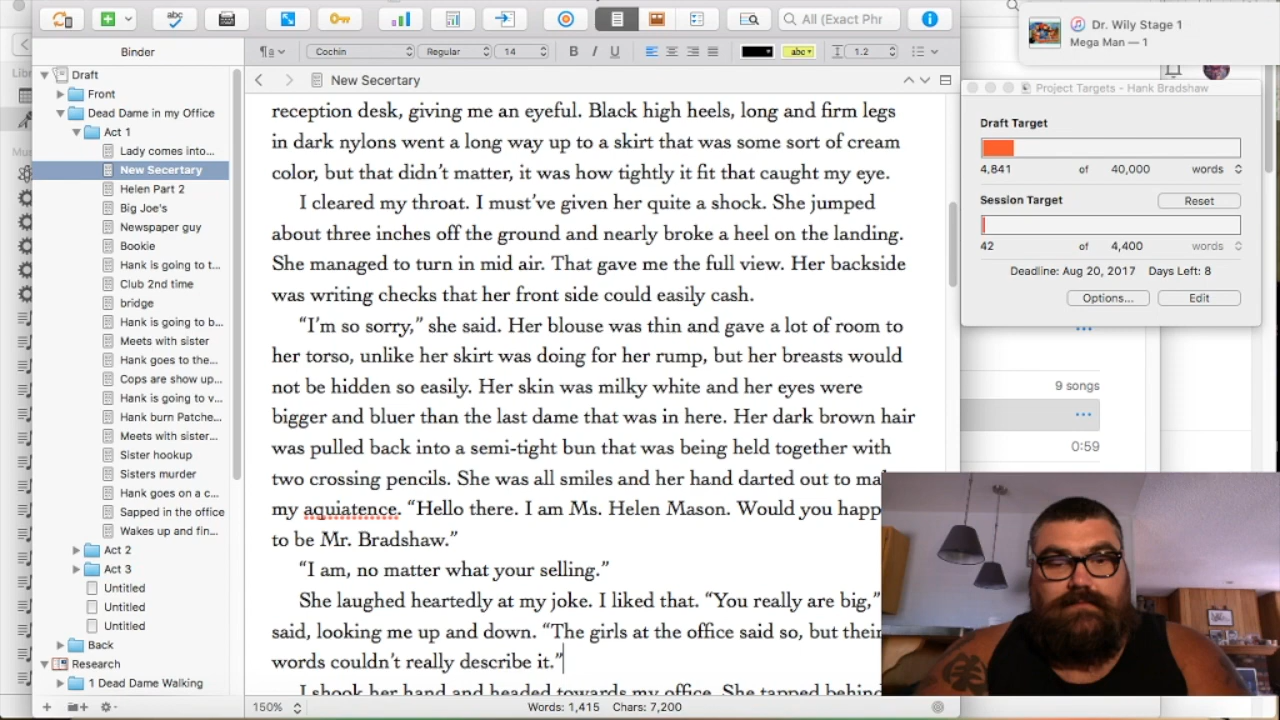 All (Exact Phr
Dr. Wily Stage 1
Mega Man — 1
Cochin
Regular
14
B I U
abc
1.2
Binder
Draft
Front
Dead Dame in my Office
Act 1
Lady comes into...
New Secertary
Helen Part 2
Big Joe's
Newspaper guy
Bookie
Hank is going to t...
Club 2nd time
bridge
Hank is going to b...
Meets with sister
Hank goes to the...
Cops are show up...
Hank is going to v...
Hank burn Patche...
Meets with sister...
Sister hookup
Sisters murder
Hank goes on a c...
Sapped in the office
Wakes up and fin...
Act 2
Act 3
Untitled
Untitled
Untitled
Back
Research
1 Dead Dame Walking
New Secertary
reception desk, giving me an eyeful. Black high heels, long and firm legs
in dark nylons went a long way up to a skirt that was some sort of cream
color, but that didn't matter, it was how tightly it fit that caught my eye.
I cleared my throat. I must've given her quite a shock. She jumped
about three inches off the ground and nearly broke a heel on the landing.
She managed to turn in mid air. That gave me the full view. Her backside
was writing checks that her front side could easily cash.
“I'm so sorry,” she said. Her blouse was thin and gave a lot of room to
her torso, unlike her skirt was doing for her rump, but her breasts would
not be hidden so easily. Her skin was milky white and her eyes were
bigger and bluer than the last dame that was in here. Her dark brown hair
was pulled back into a semi-tight bun that was being held together with
two crossing pencils. She was all smiles and her hand darted out to ma
my aquiatence. “Hello there. I am Ms. Helen Mason. Would you happ
to be Mr. Bradshaw.”
“I am, no matter what your selling.”
She laughed heartedly at my joke. I liked that. “You really are big,”
said, looking me up and down. “The girls at the office said so, but their
words couldn't really describe it.”
I shook her hand and headed towards my office. She tapped behind
150%
Words: 1,415 Chars: 7,200
Project Targets - Hank Bradshaw
Draft Target
4,841 of 40,000 words
Session Target
Reset
42 of 4,400 words
Deadline: Aug 20, 2017 Days Left: 8
Options...
Edit
9 songs
0:59